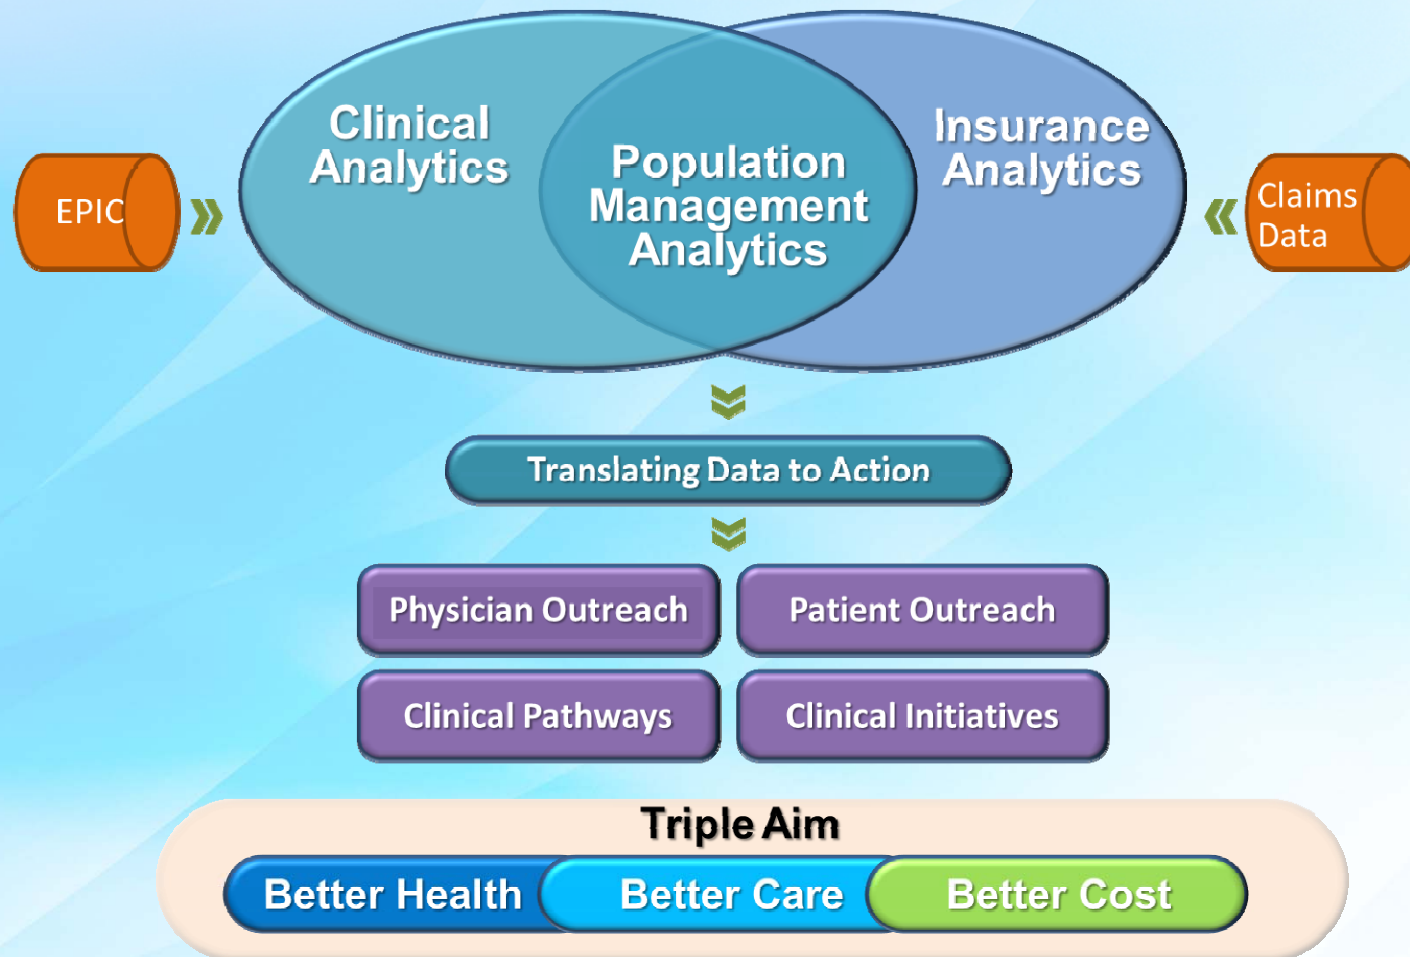 Clinical
Analytics
Population
Management
Analytics
Insurance
Analytics
EPIC
Claims
Data
Translating Data to Action
Physician Outreach
Patient Outreach
Clinical Pathways
Clinical Initiatives
Triple Aim
Better Health
Better Care
Better Cost